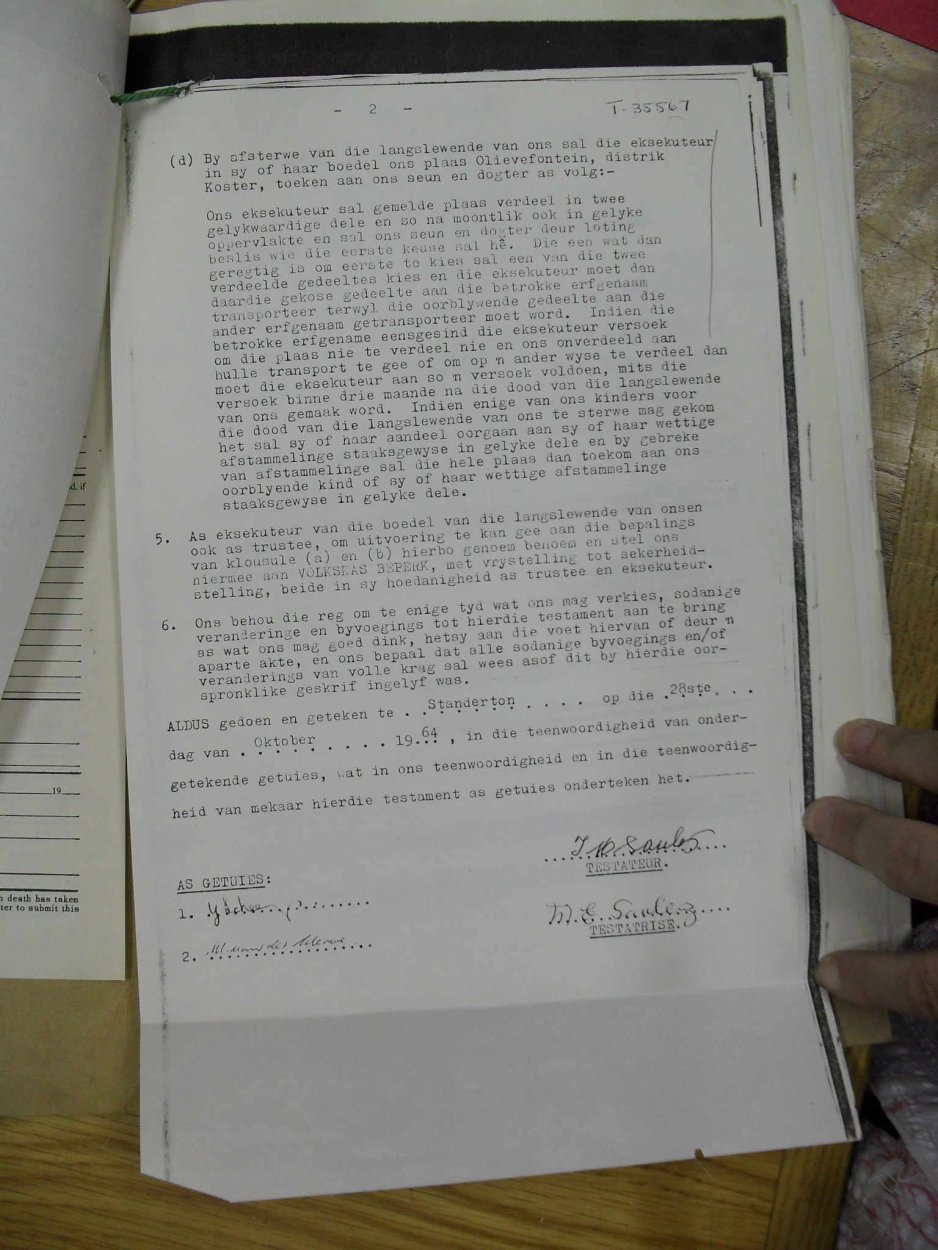 - 2 -
T.35567
(d) By afsterwe van die langslewende van ons sal die eksekuteur
in sy of haar boedel ons plaas Olievefontein, distrik
Koster, toeken aan ons seun en dogter as volg:-
Ons eksekuteur sal gemelde plaas verdeel in twee
gelykwaardige dele en so na moontlik ook in gelyke
oppervlakte en sal ons seun en dogter deur loting
beslis wie die eerste keuse sal hê. Die een wat dan
geregtig is om eerste te kies sal een van die twee
verdeelde gedeeltes kies en die eksekuteur moet dan
daardie gekose gedeelte aan die betrokke erfgenaam
transporteer terwyl die oorblywende gedeelte aan die
ander erfgenaam getransporteer moet word. Indien die
betrokke erfgename eensgesind die eksekuteur versoek
om die plaas nie te verdeel nie en ons onverdeeld aan
hulle transport te gee of om op 'n ander wyse te verdeel dan
moet die eksekuteur aan so 'n versoek voldoen, mits die
versoek binne drie maande na die dood van die langslewende
van ons gemaak word. Indien enige van ons kinders voor
die dood van die langslewende van ons te sterwe mag gekom
het sal sy of haar aandeel oorgaan aan sy of haar wettige
afstammelinge staaksgewyse in gelyke dele en by gebreke
van afstammelinge sal die hele plaas dan toekom aan ons
oorblyende kind of sy of haar wettige afstammelinge
staaksgewyse in gelyke dele.
5. As eksekuteur van die boedel van die langslewende van onsen
ook as trustee, om uitvoering te kan gee aan die bepalings
van klousule (a) en (b) hierbo genoem benoem en stel ons
niermee aan VOLKSKAS BEPERK, met vrystelling tot sekerheid-
stelling, beide in sy hoedanigheid as trustee en eksekuteur.
6. Ons behou die reg om te enige tyd wat ons mag verkies, sodanige
veranderinge en byvoegings tot hierdie testament aan te bring
as wat ons mag goed dink, hetsy aan die voet hiervan of deur 'n
aparte akte, en ons bepaal dat alle sodanige byvoegings en/of
veranderings van volle krag sal wees asof dit by hierdie oor-
spronklike geskrif ingelyf was.
ALDUS gedoen en geteken te . . Standerton . . . . op die .28ste. . .
dag van . Oktober . . . . . 19.64 , in die teenwoordigheid van onder-
getekende getuies, wat in ons teenwoordigheid en in die teenwoordig-
heid van mekaar hierdie testament as getuies onderteken het.
TESTATEUR.
AS GETUIES:
1.
M. E.
TESTATRISE.
2.
d. if
19
n death has taken
ter to submit this